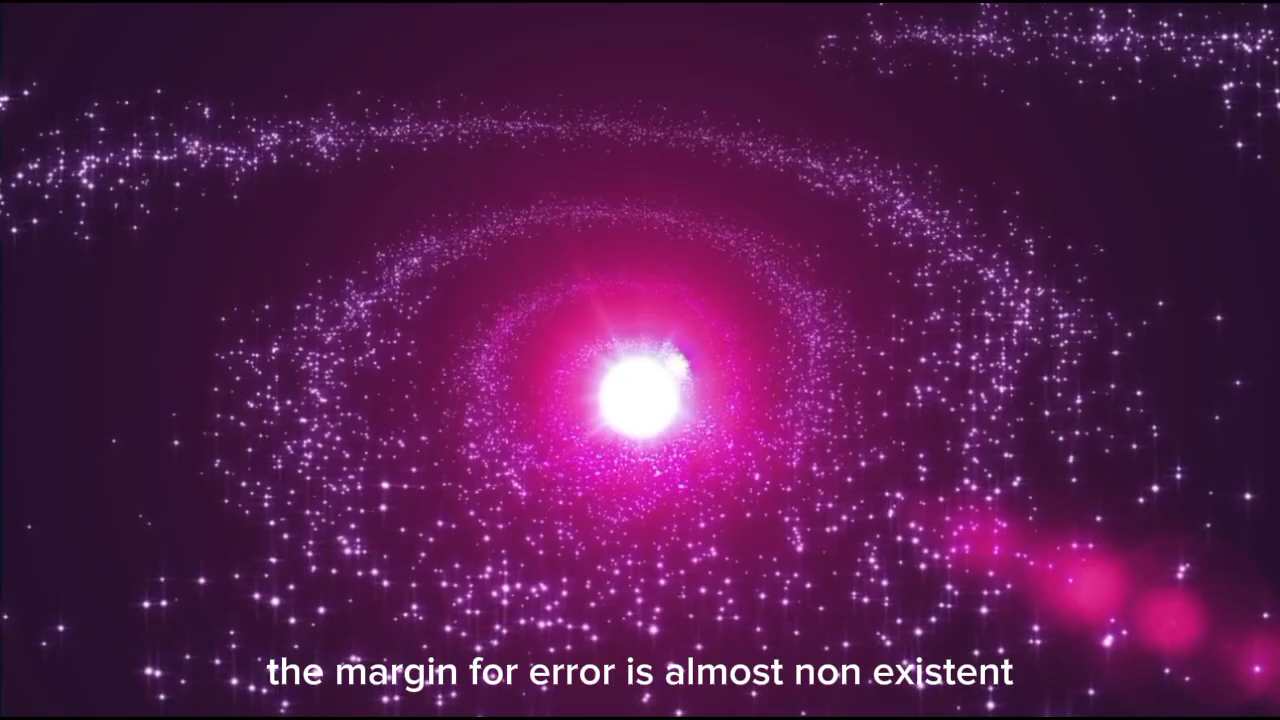 the margin for error is almost non existent